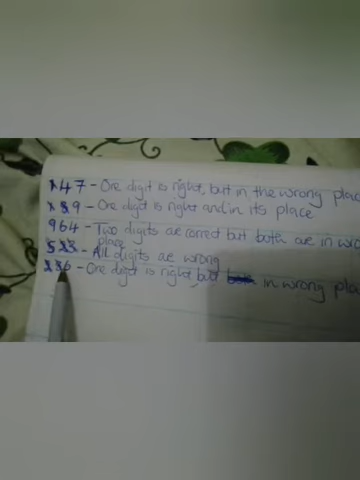 147 - One digit is right, but in the wrong plac
189 - One digit is right and in its place
964 - Two digits are correct but both are in wro
place
523 - All digits are wrong
286 - One digit is right, but in wrong pla